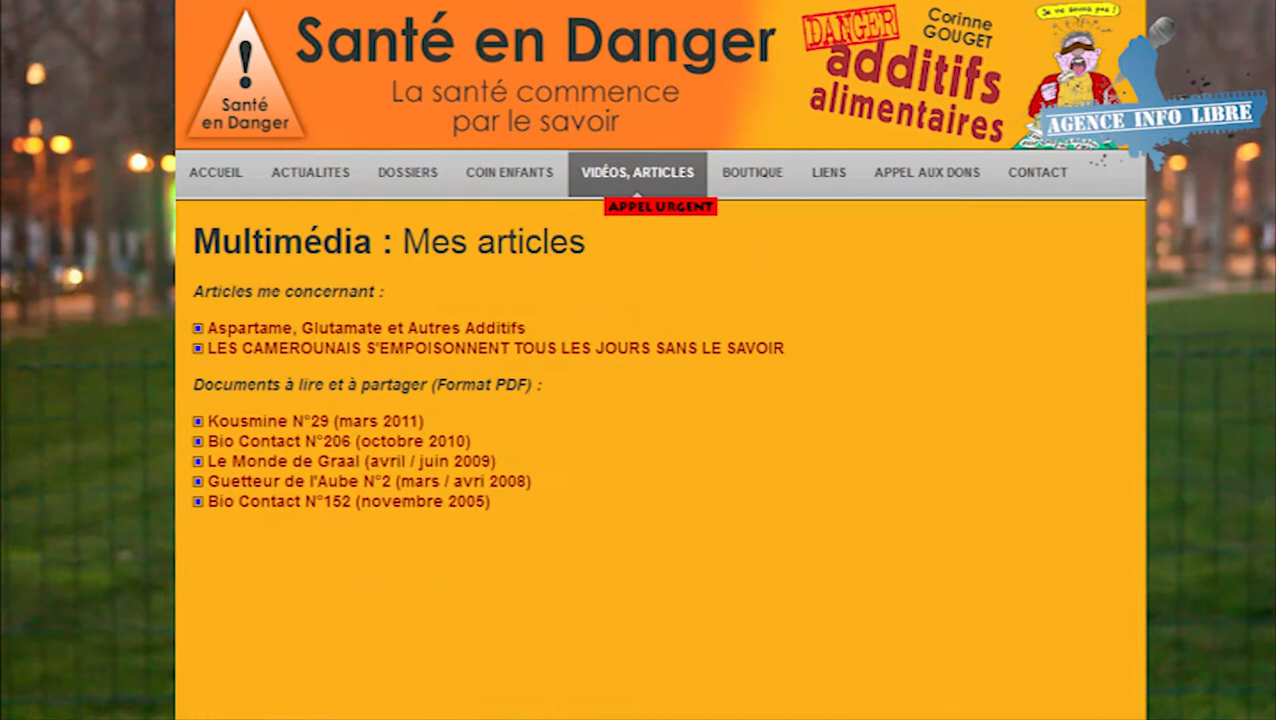 Santé en Danger
La santé commence
par le savoir
!
Santé
en Danger
DANGER
Corinne
GOUGET
additifs
alimentaires
Je ne savais pas !
AGENCE INFO LIBRE
ACCUEIL ACTUALITES DOSSIERS COIN ENFANTS VIDÉOS, ARTICLES BOUTIQUE LIENS APPEL AUX DONS CONTACT
APPEL URGENT
Multimédia : Mes articles
Articles me concernant :
Aspartame, Glutamate et Autres Additifs
LES CAMEROUNAIS S'EMPOISONNENT TOUS LES JOURS SANS LE SAVOIR
Documents à lire et à partager (Format PDF) :
Kousmine N°29 (mars 2011)
Bio Contact N°206 (octobre 2010)
Le Monde de Graal (avril / juin 2009)
Guetteur de l'Aube N°2 (mars / avri 2008)
Bio Contact N°152 (novembre 2005)